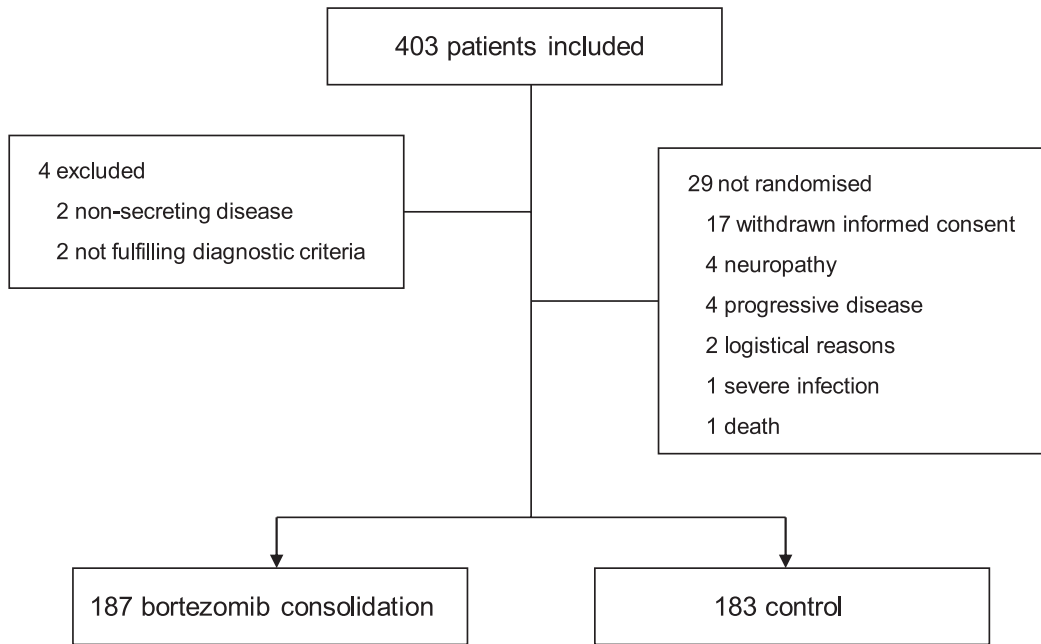 403 patients included
4 excluded
2 non-secreting disease
2 not fulfilling diagnostic criteria
29 not randomised
17 withdrawn informed consent
4 neuropathy
4 progressive disease
2 logistical reasons
1 severe infection
1 death
187 bortezomib consolidation
183 control